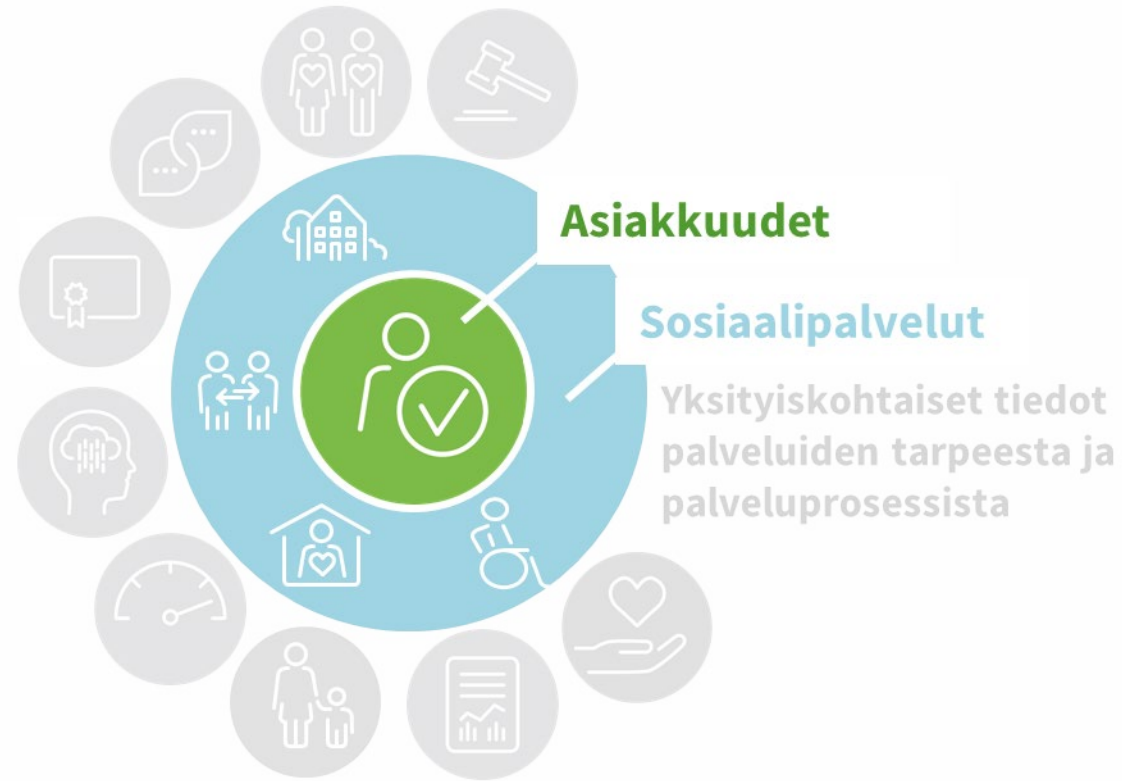 Asiakkuudet
Sosiaalipalvelut
Yksityiskohtaiset tiedot
palveluiden tarpeesta ja
palveluprosessista